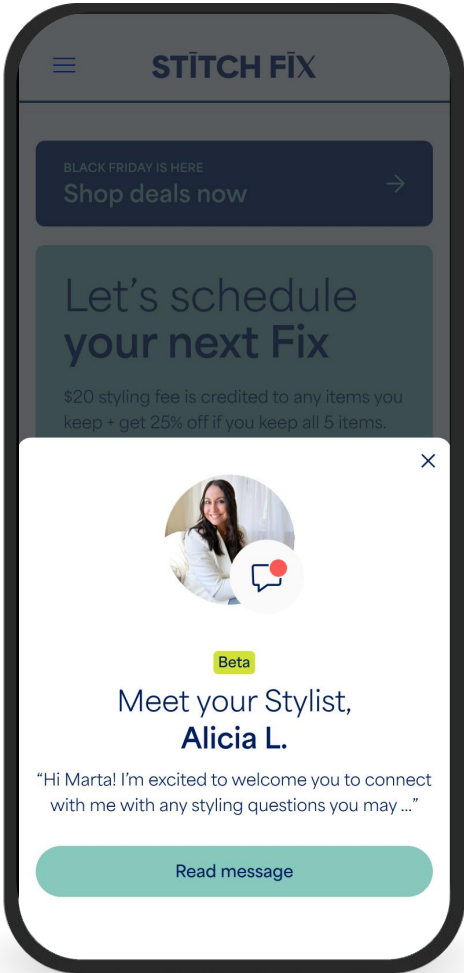 STITCH FIX
BLACK FRIDAY IS HERE
Shop deals now
Let’s schedule
your next Fix
$20 styling fee is credited to any items you
keep + get 25% off if you keep all 5 items.
Beta
Meet your Stylist,
Alicia L.
“Hi Marta! I’m excited to welcome you to connect
with me with any styling questions you may ...”
Read message